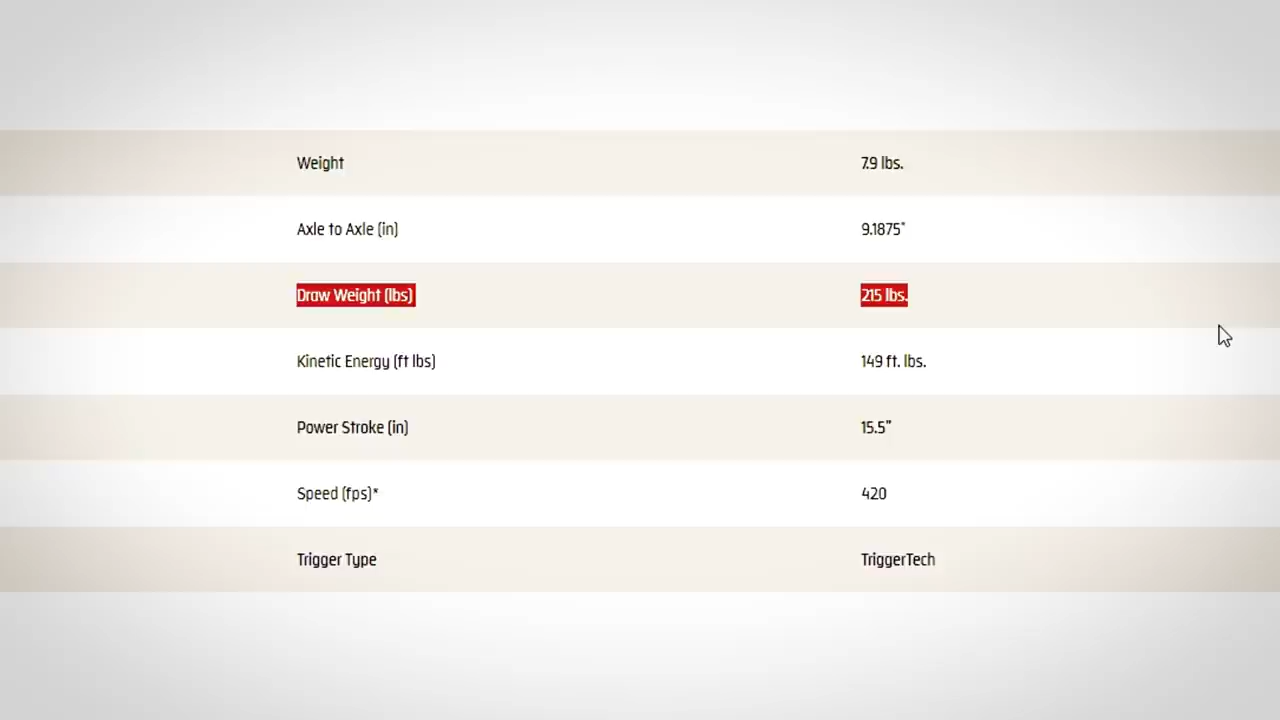 Weight 7.9 lbs.
Axle to Axle (in) 9.1875"
Draw Weight (lbs) 215 lbs.
Kinetic Energy (ft lbs) 149 ft. lbs.
Power Stroke (in) 15.5"
Speed (fps)* 420
Trigger Type TriggerTech